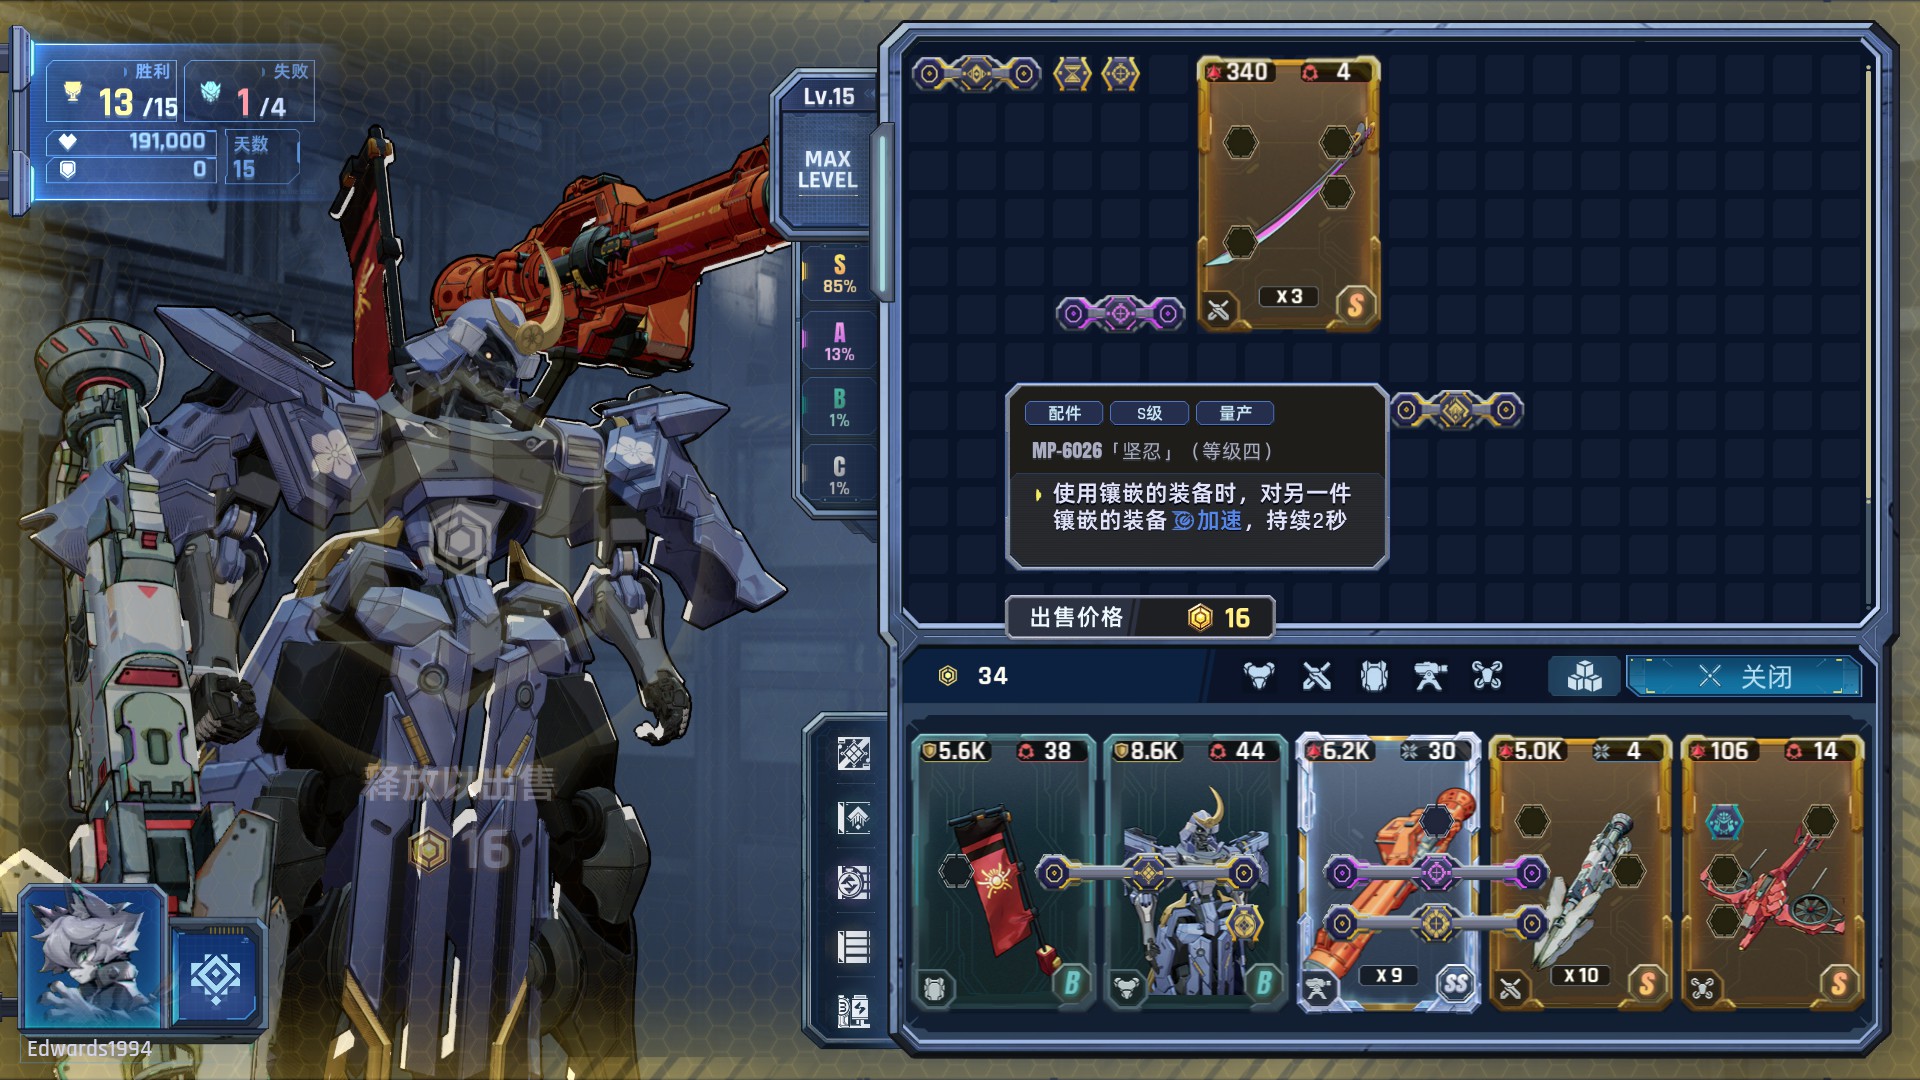 胜利
13 /15
失败
1 /4
191,000
0
天数
15
Lv.15
MAX
LEVEL
S
85%
A
13%
B
1%
C
1%
340
4
x 3
S
配件
S级
量产
MP-6026「坚忍」（等级四）
使用镶嵌的装备时，对另一件
镶嵌的装备加速，持续2秒
出售价格
16
34
关闭
释放以出售
16
5.6K
38
B
8.6K
44
B
6.2K
30
x 9
SS
5.0K
4
x 10
S
106
14
S
Edwards1994